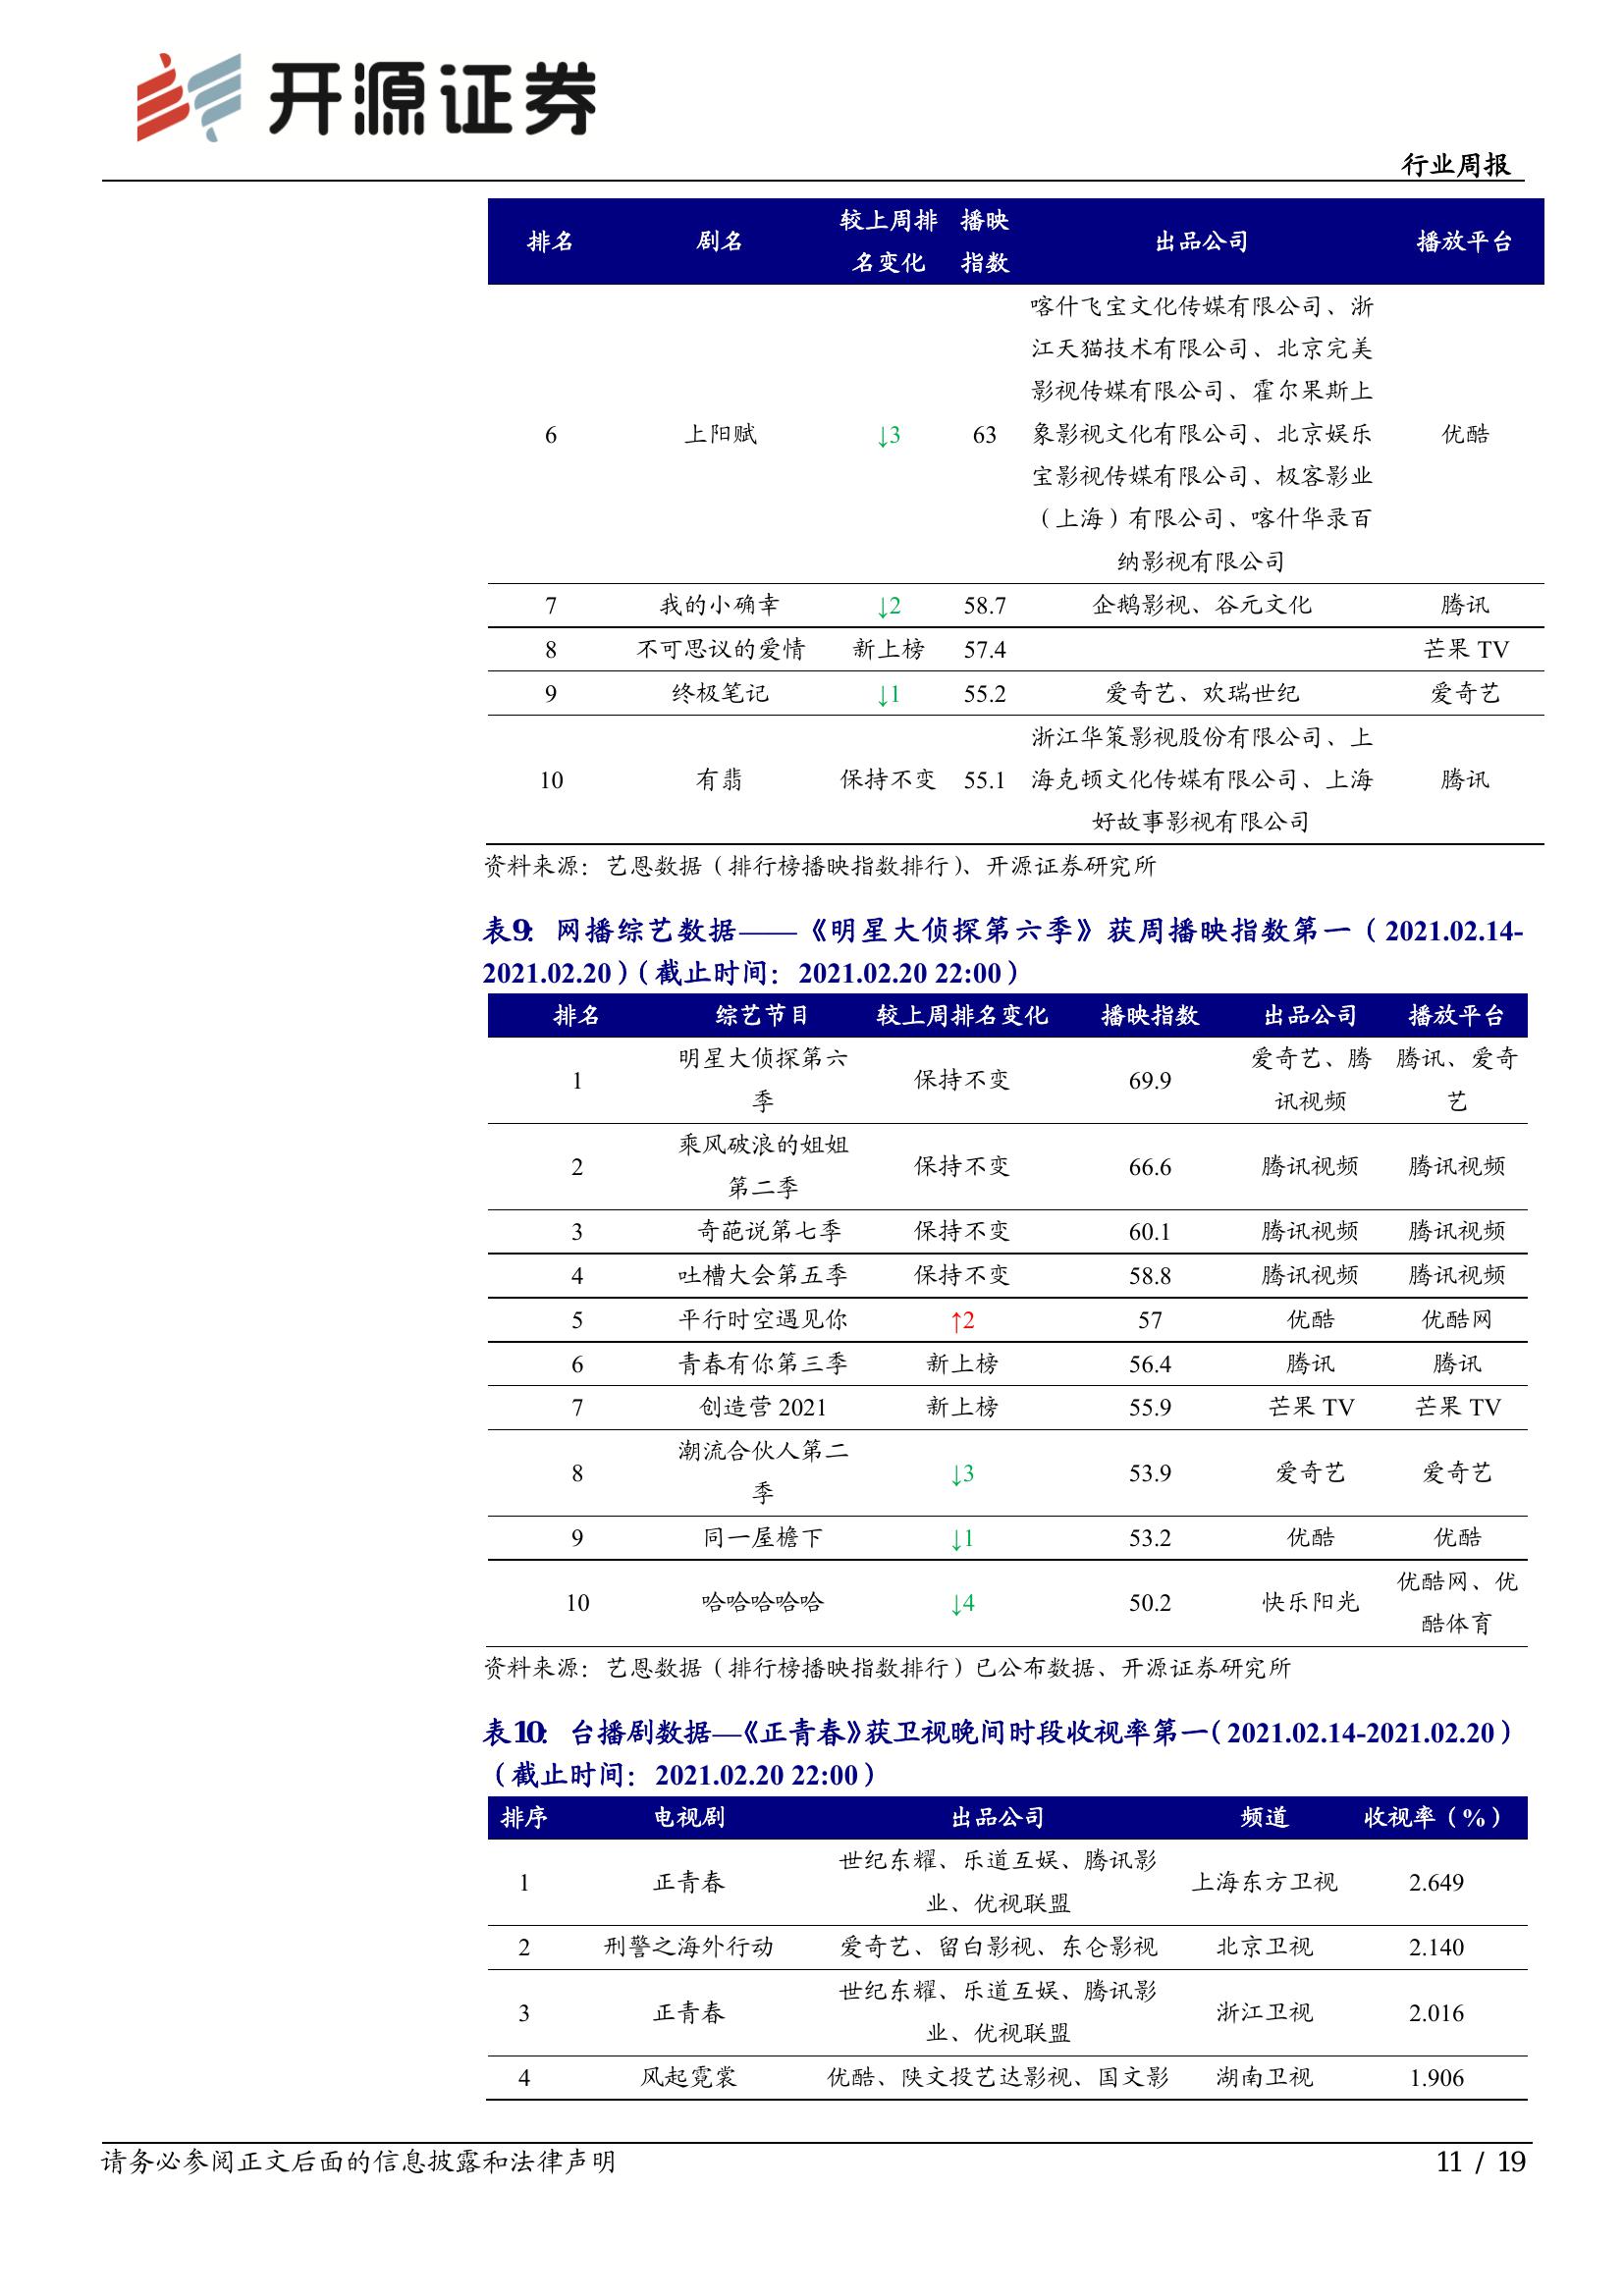 开源证券
行业周报
排名 剧名 较上周排名变化 播映指数 出品公司 播放平台
喀什飞宝文化传媒有限公司、浙
江天猫技术有限公司、北京完美
影视传媒有限公司、霍尔果斯上
6 上阳赋 ↓3 63 象影视文化有限公司、北京娱乐 优酷
宝影视传媒有限公司、极客影业
（上海）有限公司、喀什华录百
纳影视有限公司
7 我的小确幸 ↓2 58.7 企鹅影视、谷元文化 腾讯
8 不可思议的爱情 新上榜 57.4 芒果 TV
9 终极笔记 ↓1 55.2 爱奇艺、欢瑞世纪 爱奇艺
浙江华策影视股份有限公司、上
10 有翡 保持不变 55.1 海克顿文化传媒有限公司、上海 腾讯
好故事影视有限公司
资料来源：艺恩数据（排行榜播映指数排行）、开源证券研究所
表9：网播综艺数据——《明星大侦探第六季》获周播映指数第一（2021.02.14-
2021.02.20）（截止时间：2021.02.20 22:00）
排名 综艺节目 较上周排名变化 播映指数 出品公司 播放平台
1 明星大侦探第六季 保持不变 69.9 爱奇艺、腾讯视频 腾讯、爱奇艺
2 乘风破浪的姐姐第二季 保持不变 66.6 腾讯视频 腾讯视频
3 奇葩说第七季 保持不变 60.1 腾讯视频 腾讯视频
4 吐槽大会第五季 保持不变 58.8 腾讯视频 腾讯视频
5 平行时空遇见你 ↑2 57 优酷 优酷网
6 青春有你第三季 新上榜 56.4 腾讯 腾讯
7 创造营 2021 新上榜 55.9 芒果 TV 芒果 TV
8 潮流合伙人第二季 ↓3 53.9 爱奇艺 爱奇艺
9 同一屋檐下 ↓1 53.2 优酷 优酷
10 哈哈哈哈哈 ↓4 50.2 快乐阳光 优酷网、优酷体育
资料来源：艺恩数据（排行榜播映指数排行）已公布数据、开源证券研究所
表10：台播剧数据—《正青春》获卫视晚间时段收视率第一（2021.02.14-2021.02.20）
（截止时间：2021.02.20 22:00）
排序 电视剧 出品公司 频道 收视率（%）
1 正青春 世纪东耀、乐道互娱、腾讯影业、优视联盟 上海东方卫视 2.649
2 刑警之海外行动 爱奇艺、留白影视、东仑影视 北京卫视 2.140
3 正青春 世纪东耀、乐道互娱、腾讯影业、优视联盟 浙江卫视 2.016
4 风起霓裳 优酷、陕文投艺达影视、国文影 湖南卫视 1.906
请务必参阅正文后面的信息披露和法律声明 11 / 19